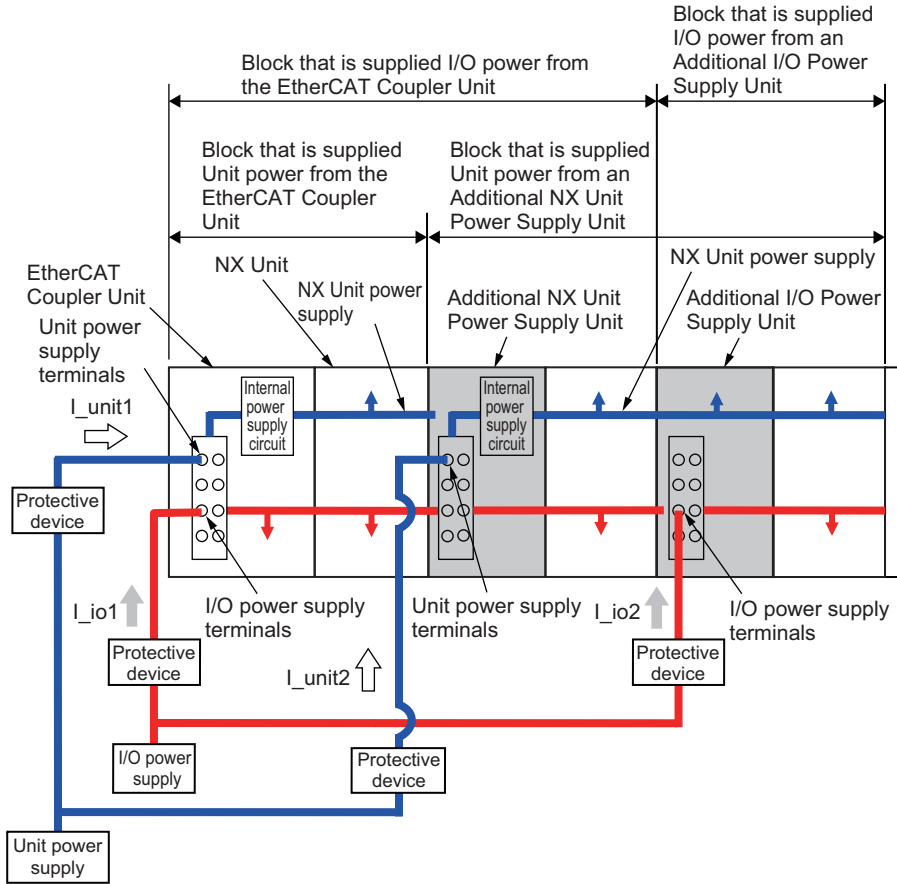 Block that is supplied
I/O power from an
Additional I/O Power
Supply Unit
Block that is supplied I/O power from
the EtherCAT Coupler Unit
Block that is supplied
Unit power from the
EtherCAT Coupler
Unit
Block that is supplied
Unit power from an
Additional NX Unit
Power Supply Unit
EtherCAT
Coupler Unit
NX Unit
NX Unit power
supply
Additional NX Unit
Power Supply Unit
NX Unit power supply
Additional I/O Power
Supply Unit
Unit power
supply
terminals
I_unit1
Internal
power
supply
circuit
Internal
power
supply
circuit
Protective
device
I_io1
I/O power supply
terminals
Unit power supply
terminals
I_io2
I/O power supply
terminals
Protective
device
I_unit2
Protective
device
I/O power
supply
Protective
device
Unit power
supply